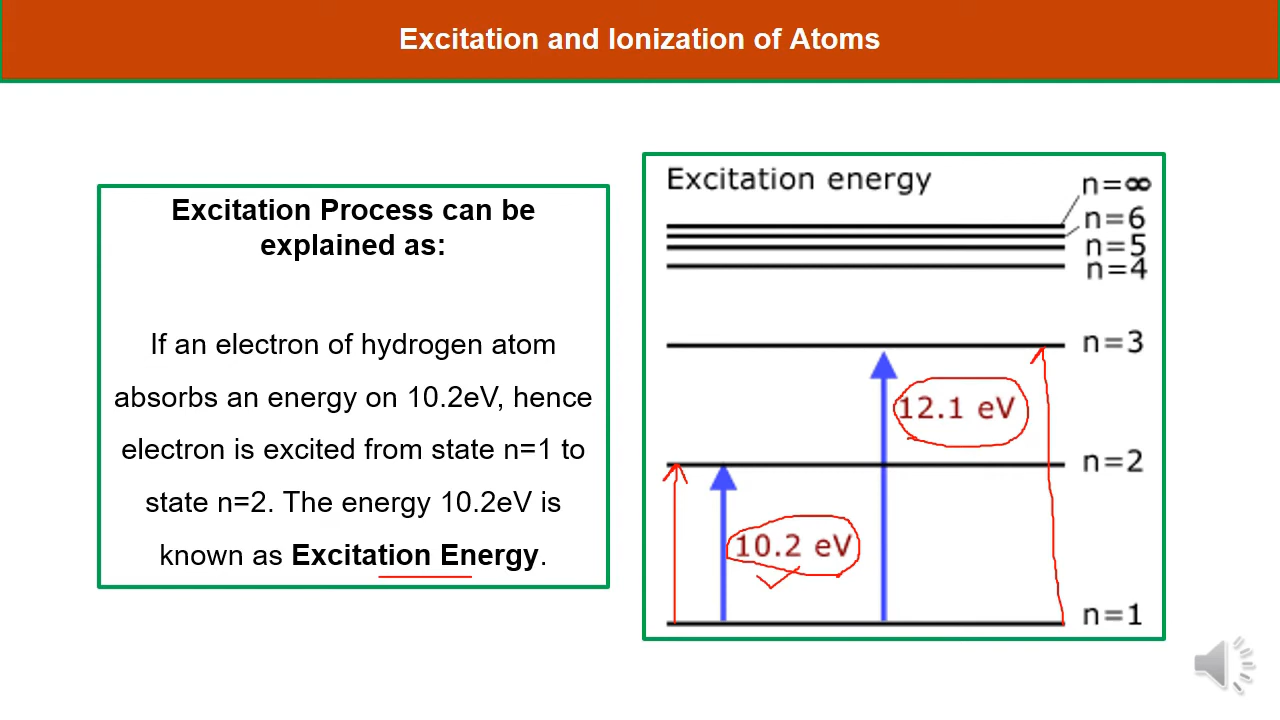 Excitation and Ionization of Atoms
Excitation Process can be
explained as:
If an electron of hydrogen atom
absorbs an energy on 10.2eV, hence
electron is excited from state n=1 to
state n=2. The energy 10.2eV is
known as Excitation Energy.
Excitation energy
n=∞
n=6
n=5
n=4
n=3
12.1 eV
n=2
10.2 eV
n=1